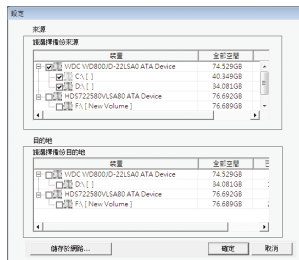 設定
來源
請選擇備份來源
裝置 全部空間
WDC WD800JD-22LSA0 ATA Device 74.529GB
C:\ [ ] 40.349GB
D:\ [ ] 34.081GB
HDS722580VLSA80 ATA Device 76.692GB
F:\ [ New Volume ] 76.689GB
目的地
請選擇備份目的地
裝置 全部空間
WDC WD800JD-22LSA0 ATA Device 74.529GB
D:\ [ ] 34.081GB
HDS722580VLSA80 ATA Device 76.692GB
F:\ [ New Volume ] 76.689GB
儲存於網路... 確定 取消